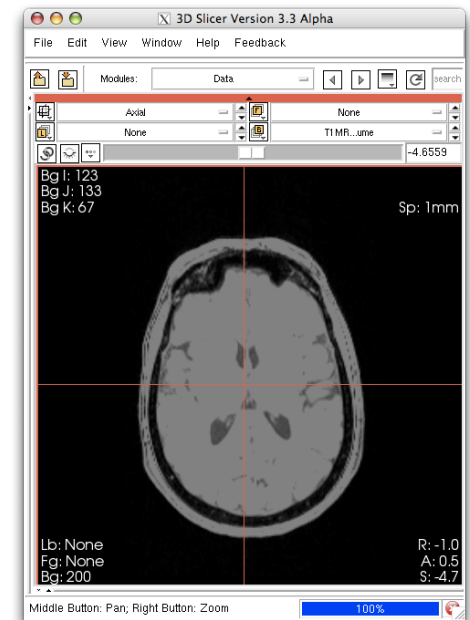 3D Slicer Version 3.3 Alpha
File Edit View Window Help Feedback
Modules: Data search
Axial None
None T1 MR...ume
-4.6559
Bg I: 123
Bg J: 133
Bg K: 67 Sp: 1mm
Lb: None R: -1.0
Fg: None A: 0.5
Bg: 200 S: -4.7
Middle Button: Pan; Right Button: Zoom 100%